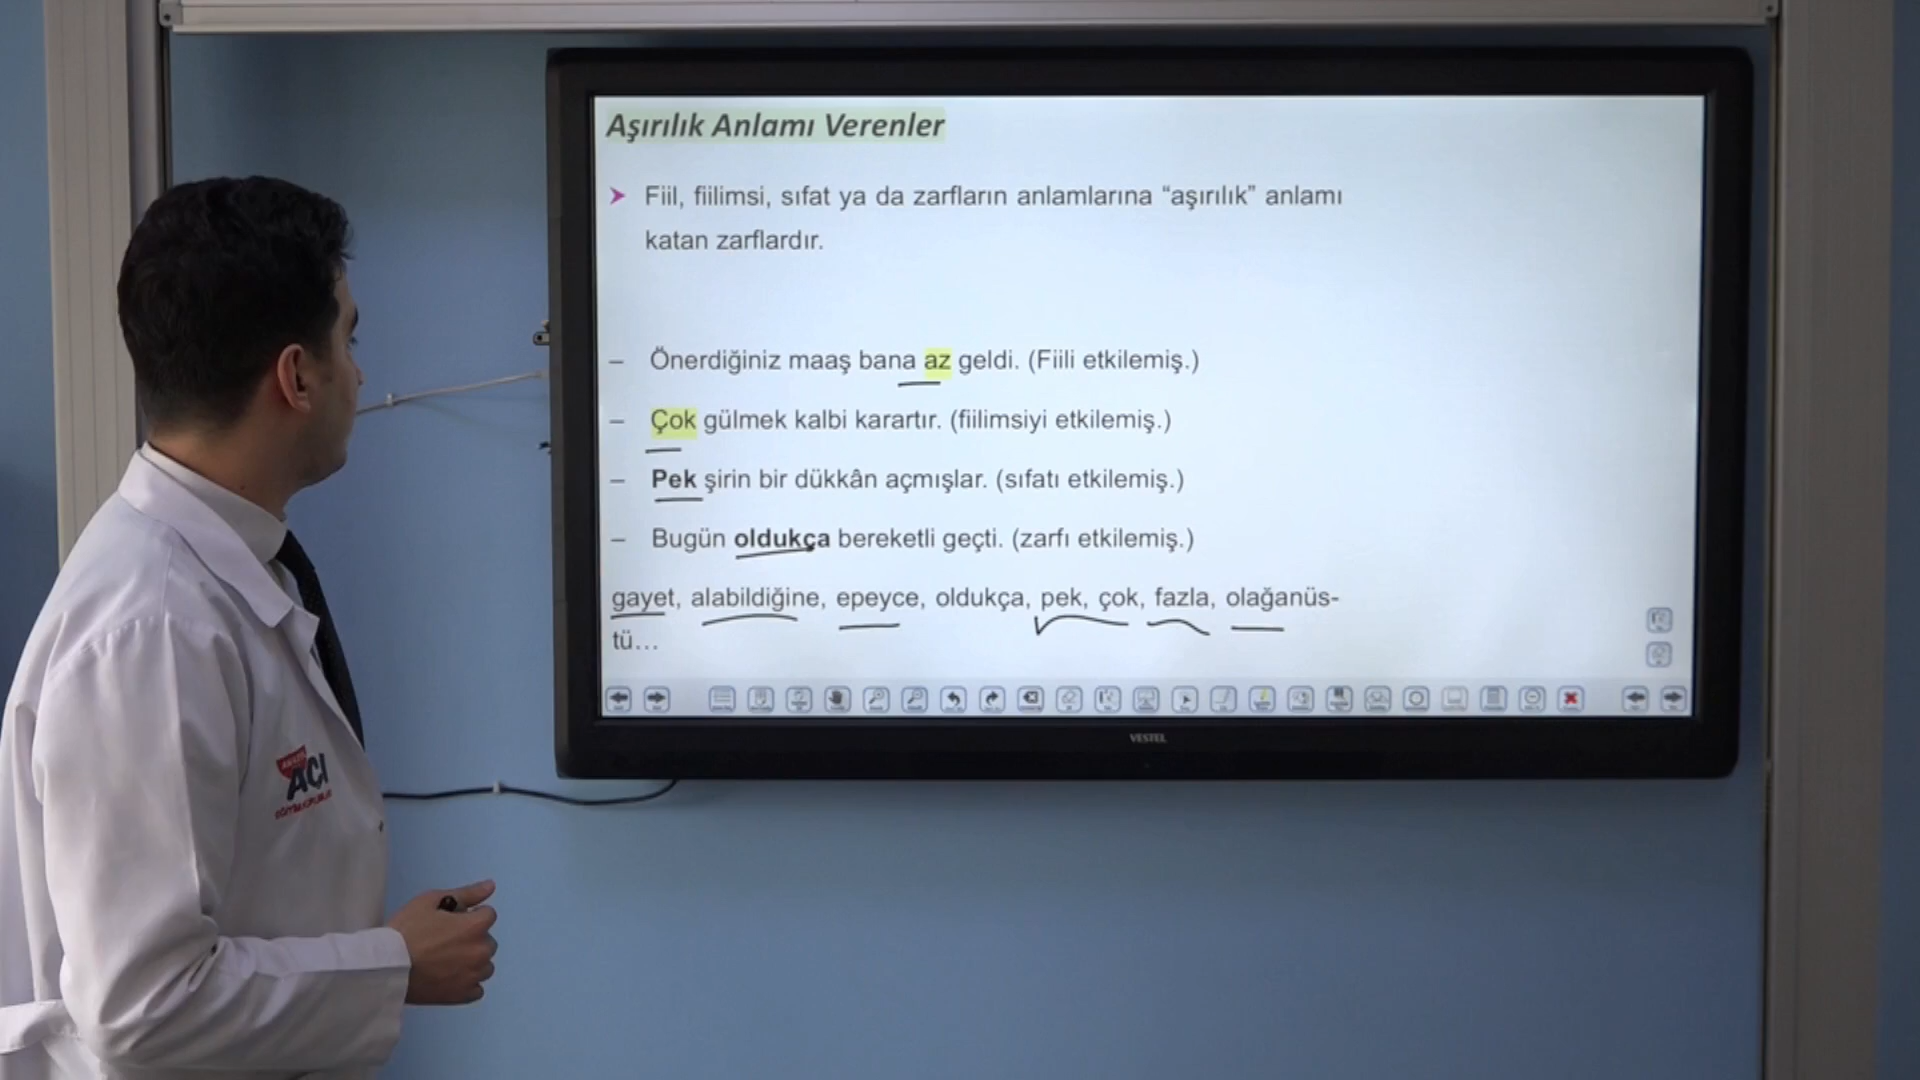 Aşırılık Anlamı Verenler
➤ Fiil, fiilimsi, sıfat ya da zarfların anlamlarına “aşırılık” anlamı
katan zarflardır.
– Önerdiğiniz maaş bana az geldi. (Fiili etkilemiş.)
– Çok gülmek kalbi karartır. (fiilimsiyi etkilemiş.)
– Pek şirin bir dükkân açmışlar. (sıfatı etkilemiş.)
– Bugün oldukça bereketli geçti. (zarfı etkilemiş.)
gayet, alabildiğine, epeyce, oldukça, pek, çok, fazla, olağanüs-
tü...
VESTEL
AÇI